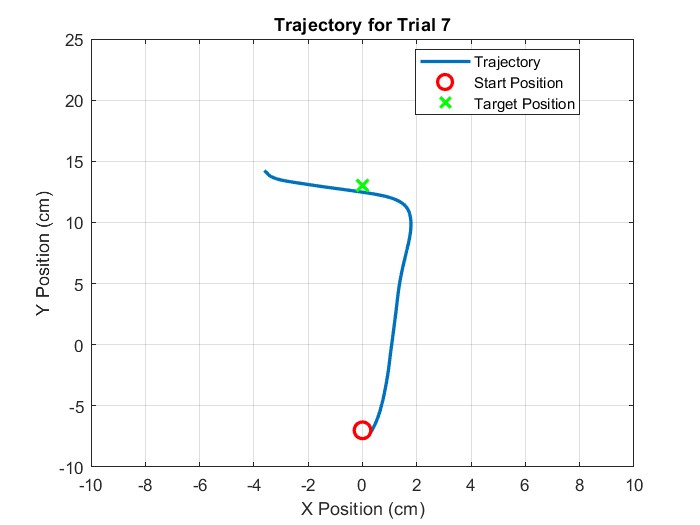 Trajectory for Trial 7
Trajectory
Start Position
Target Position
25
20
15
10
5
0
-5
-10
Y Position (cm)
-10 -8 -6 -4 -2 0 2 4 6 8 10
X Position (cm)